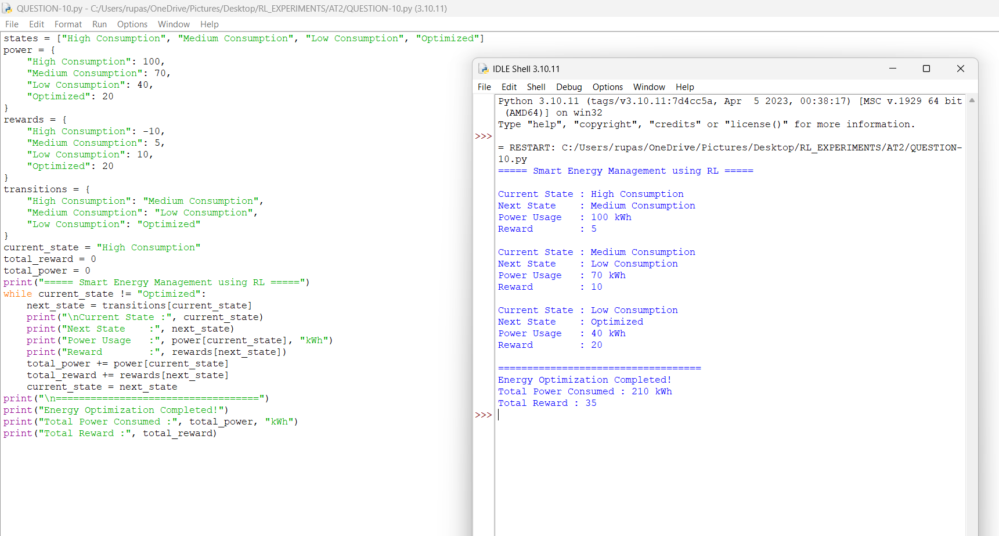 QUESTION-10.py - C:/Users/rupas/OneDrive/Pictures/Desktop/RL_EXPERIMENTS/AT2/QUESTION-10.py (3.10.11)
File Edit Format Run Options Window Help
states = ["High Consumption", "Medium Consumption", "Low Consumption", "Optimized"]
power = {
    "High Consumption": 100,
    "Medium Consumption": 70,
    "Low Consumption": 40,
    "Optimized": 20
}
rewards = {
    "High Consumption": -10,
    "Medium Consumption": 5,
    "Low Consumption": 10,
    "Optimized": 20
}
transitions = {
    "High Consumption": "Medium Consumption",
    "Medium Consumption": "Low Consumption",
    "Low Consumption": "Optimized"
}
current_state = "High Consumption"
total_reward = 0
total_power = 0
print("===== Smart Energy Management using RL =====")
while current_state != "Optimized":
    next_state = transitions[current_state]
    print("\nCurrent State :", current_state)
    print("Next State    :", next_state)
    print("Power Usage   :", power[current_state], "kWh")
    print("Reward        :", rewards[next_state])
    total_power += power[current_state]
    total_reward += rewards[next_state]
    current_state = next_state
print("\n===================================")
print("Energy Optimization Completed!")
print("Total Power Consumed :", total_power, "kWh")
print("Total Reward :", total_reward)
IDLE Shell 3.10.11
File Edit Shell Debug Options Window Help
Python 3.10.11 (tags/v3.10.11:7d4cc5a, Apr  5 2023, 00:38:17) [MSC v.1929 64 bit
 (AMD64)] on win32
Type "help", "copyright", "credits" or "license()" for more information.
>>>
= RESTART: C:/Users/rupas/OneDrive/Pictures/Desktop/RL_EXPERIMENTS/AT2/QUESTION-
10.py
===== Smart Energy Management using RL =====
Current State : High Consumption
Next State    : Medium Consumption
Power Usage   : 100 kWh
Reward        : 5
Current State : Medium Consumption
Next State    : Low Consumption
Power Usage   : 70 kWh
Reward        : 10
Current State : Low Consumption
Next State    : Optimized
Power Usage   : 40 kWh
Reward        : 20
===================================
Energy Optimization Completed!
Total Power Consumed : 210 kWh
Total Reward : 35
>>>